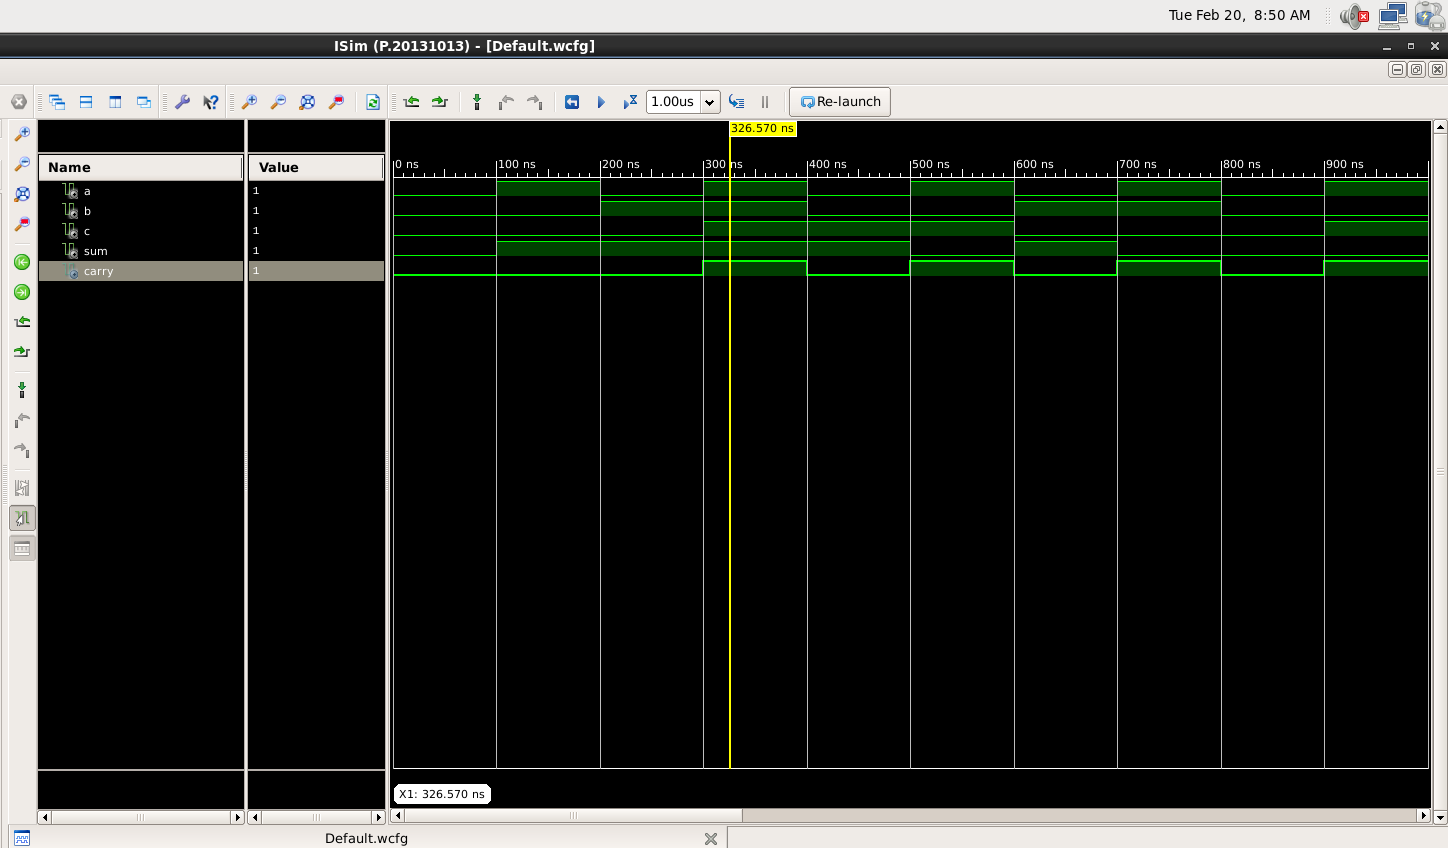 Tue Feb 20, 8:50 AM
ISim (P.20131013) - [Default.wcfg]
1.00us
Re-launch
326.570 ns
Name Value
0 ns 100 ns 200 ns 300 ns 400 ns 500 ns 600 ns 700 ns 800 ns 900 ns
a 1
b 1
c 1
sum 1
carry 1
X1: 326.570 ns
Default.wcfg